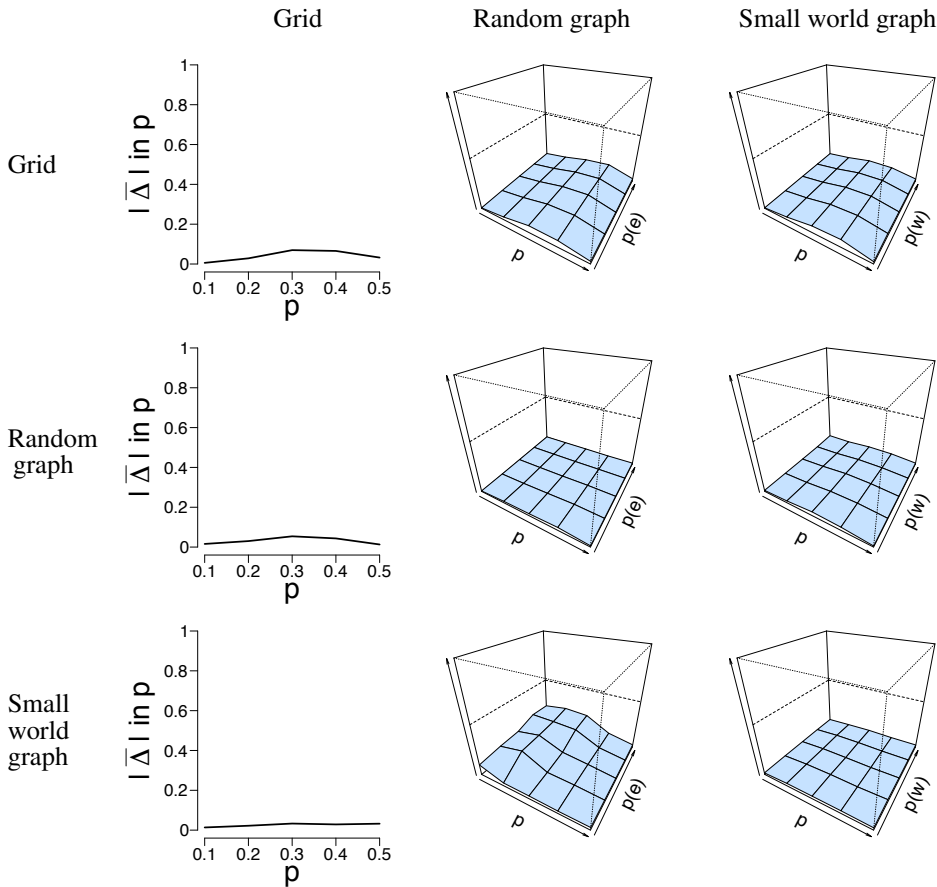 Grid Random graph Small world graph
Grid
| Δ̅ | in p
1
0.8
0.6
0.4
0.2
0
0.1 0.2 0.3 0.4 0.5
p
p
p(e)
p
p(w)
Random
graph
| Δ̅ | in p
1
0.8
0.6
0.4
0.2
0
0.1 0.2 0.3 0.4 0.5
p
p
p(e)
p
p(w)
Small
world
graph
| Δ̅ | in p
1
0.8
0.6
0.4
0.2
0
0.1 0.2 0.3 0.4 0.5
p
p
p(e)
p
p(w)